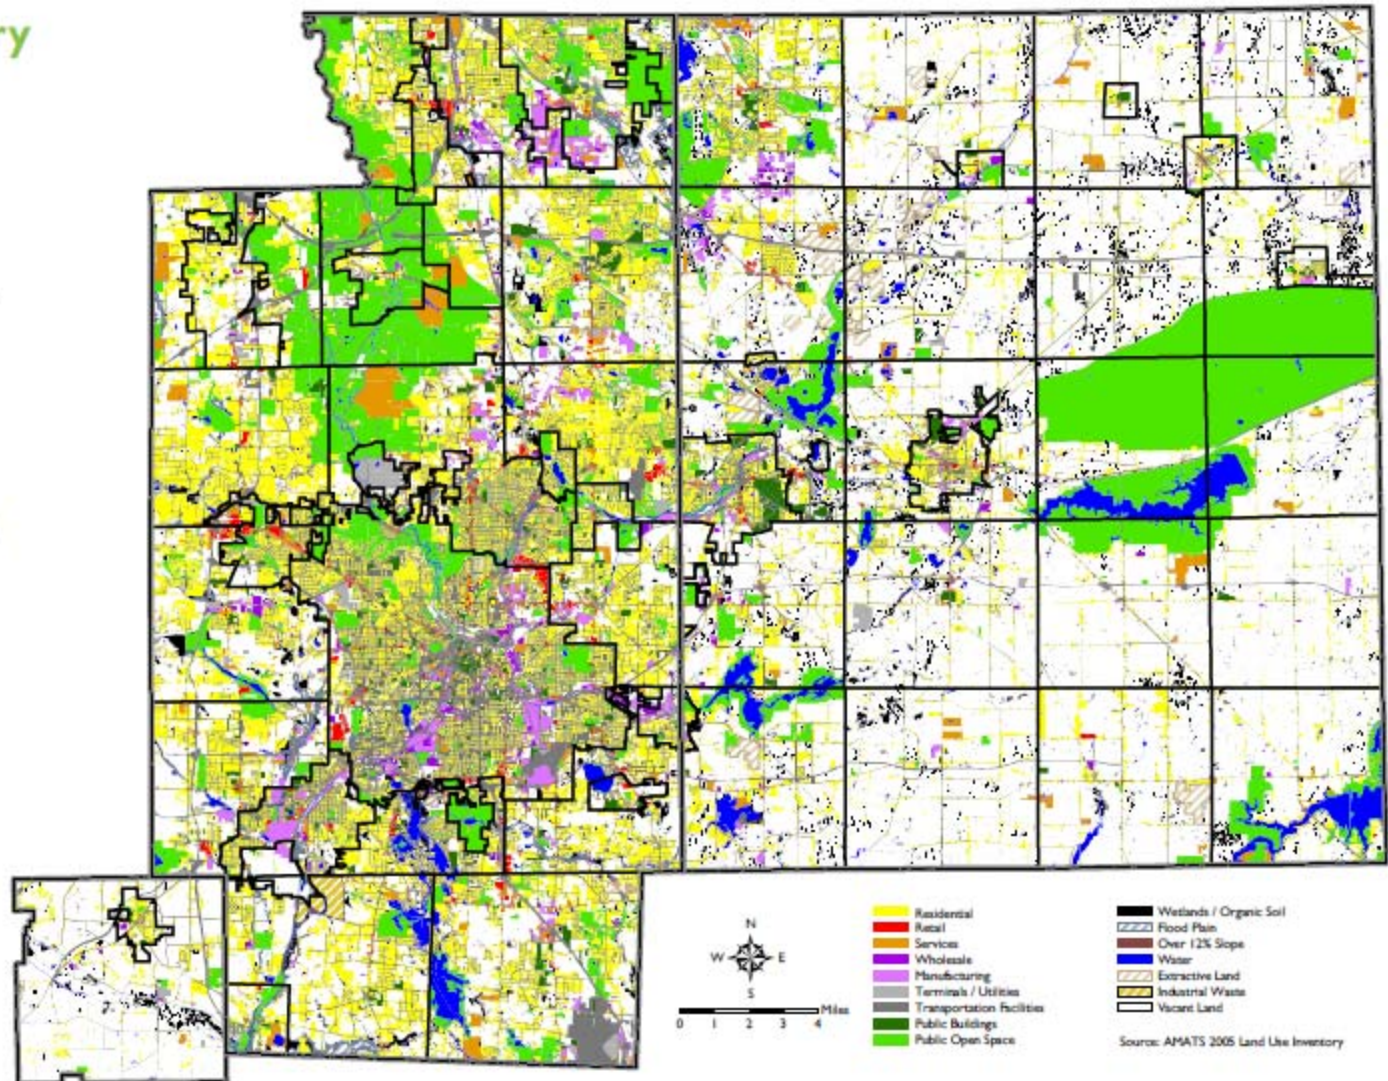 ry
N
W E
S
0 1 2 3 4 Miles
Residential
Retail
Services
Wholesale
Manufacturing
Terminals / Utilities
Transportation Facilities
Public Buildings
Public Open Space
Wetlands / Organic Soil
Flood Plain
Over 12% Slope
Water
Extractive Land
Industrial Waste
Vacant Land
Source: AMATS 2005 Land Use Inventory